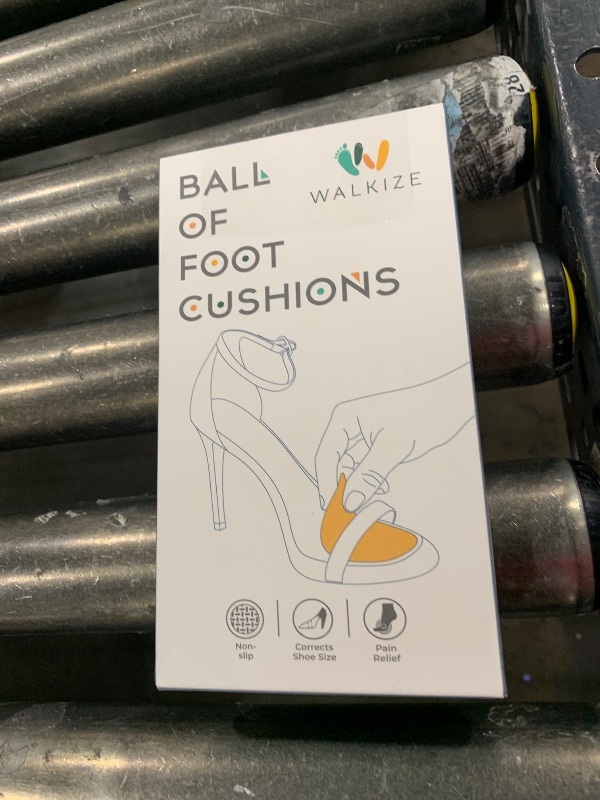 BALL
OF
FOOT
CUSHIONS
WALKIZE
Non-
slip
Corrects
Shoe Size
Pain
Relief